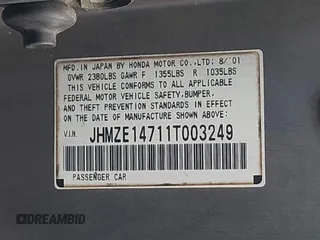 MFD.IN JAPAN BY HONDA MOTOR CO.,LTD; 8/'01
GVWR 2380LBS GAWR F 1355LBS R 1035LBS
THIS VEHICLE CONFORMS TO ALL APPLICABLE
FEDERAL MOTOR VEHICLE SAFETY,BUMPER,
AND THEFT PREVENTION STANDARDS IN EFFECT
ON THE DATE OF MANUFACTURE SHOWN ABOVE.
V.I.N. JHMZE14711T003249
PASSENGER CAR
DREAMBID